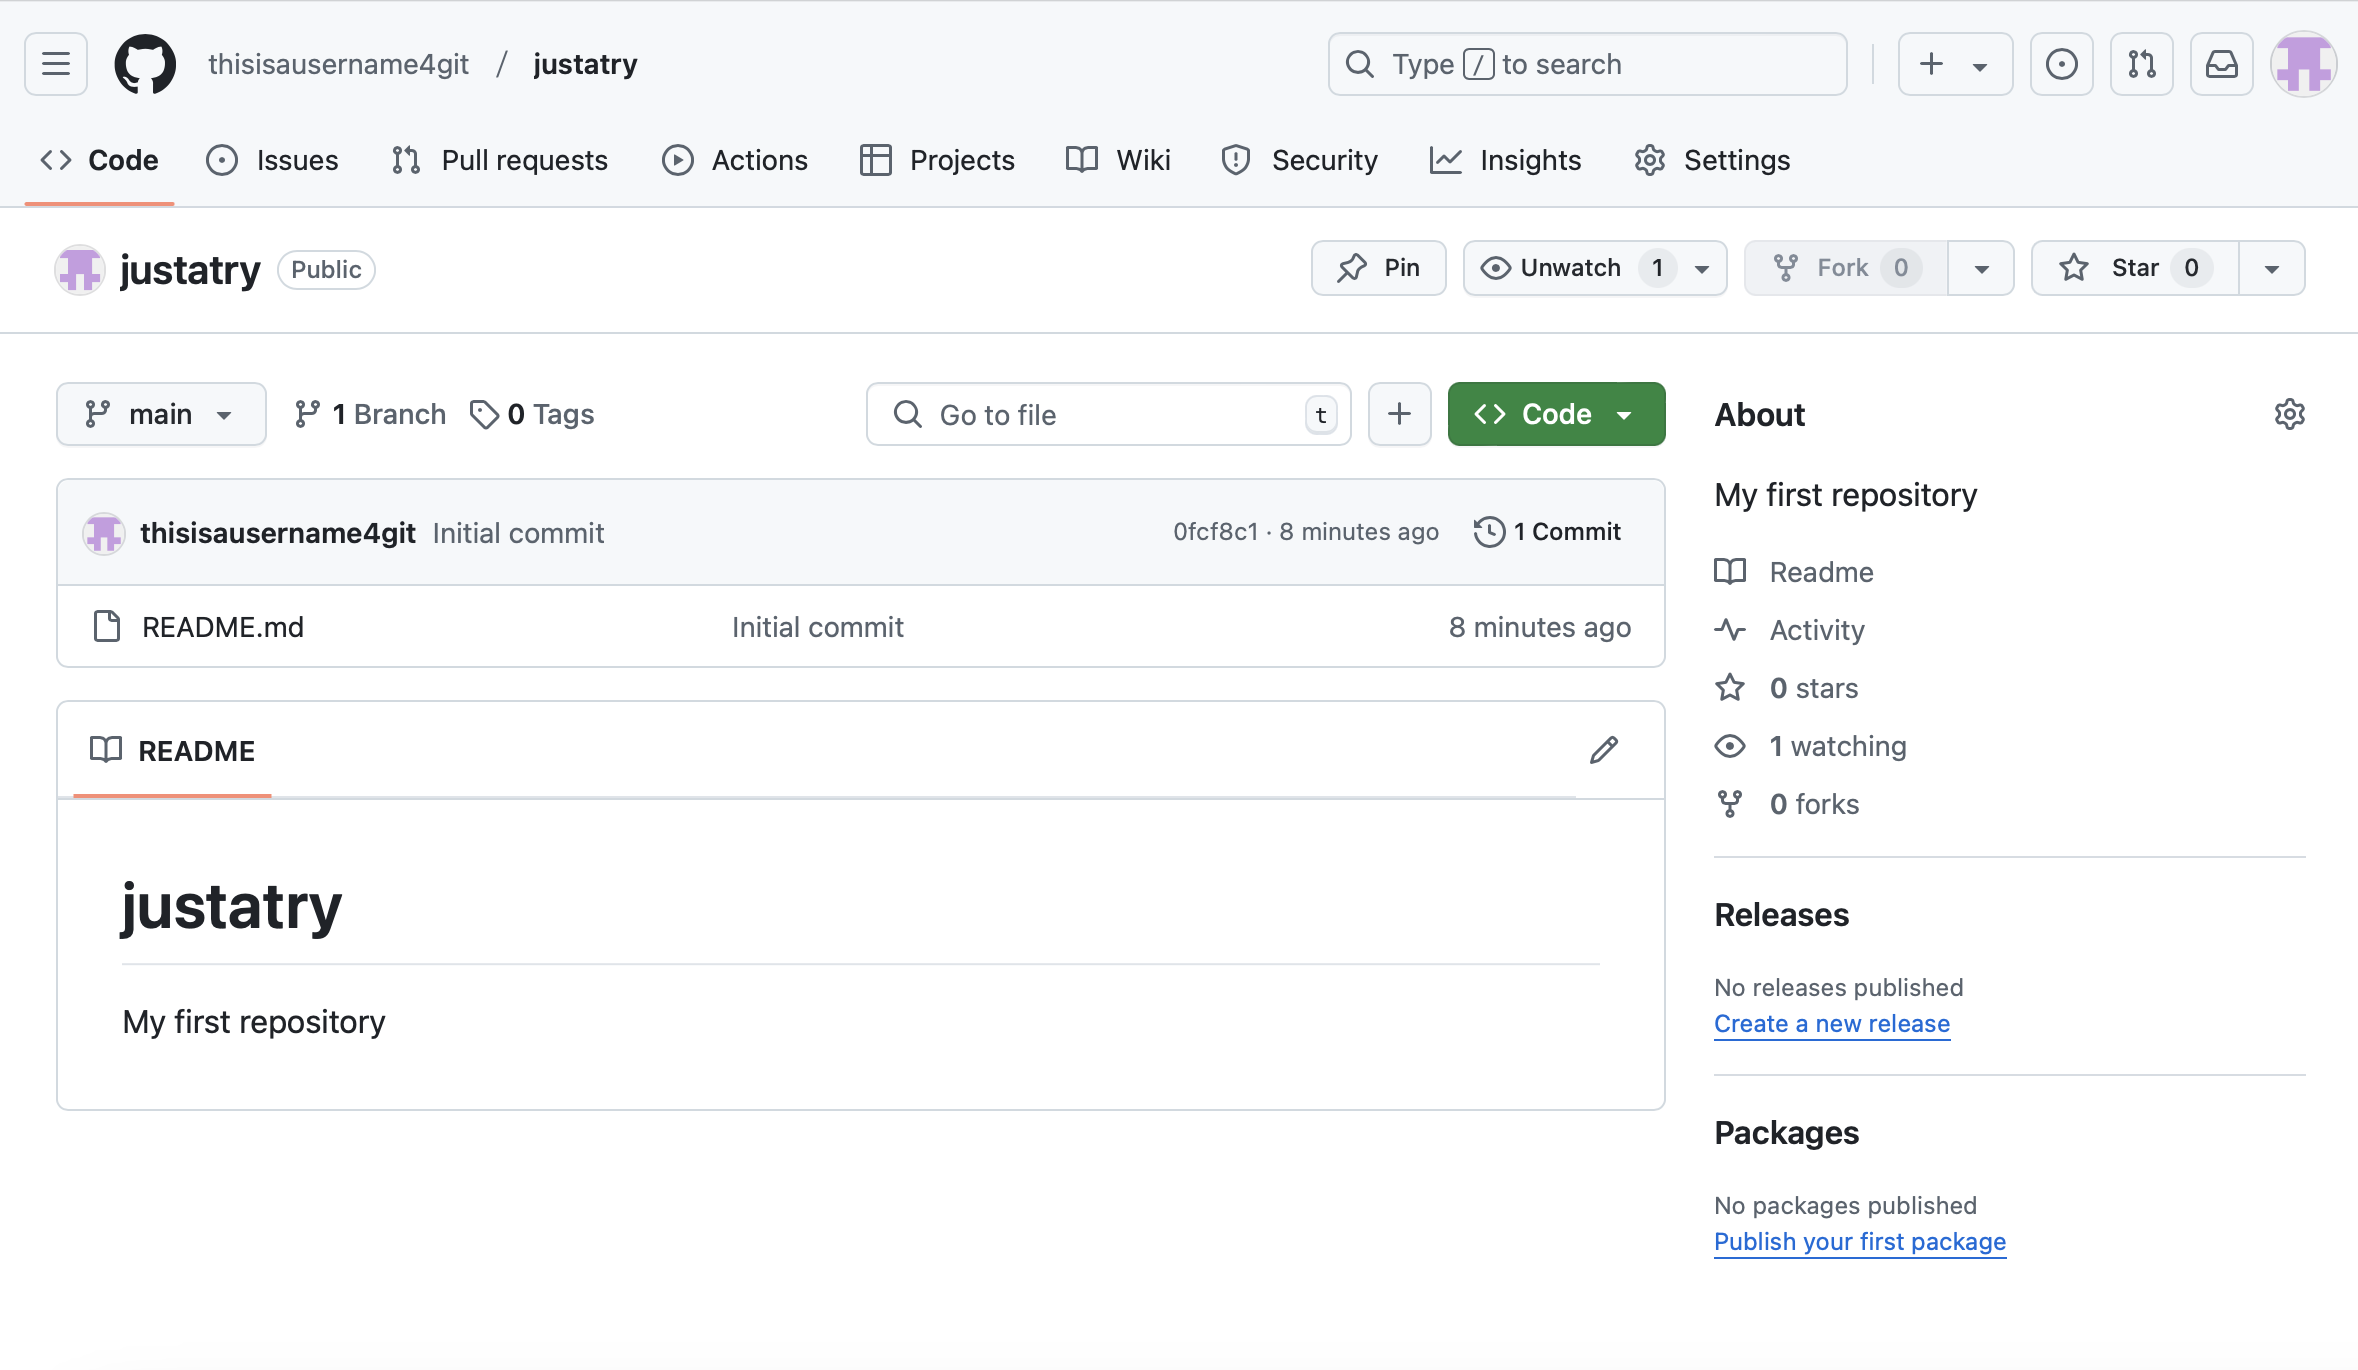 thisisausername4git / justatry
Type / to search
Code Issues Pull requests Actions Projects Wiki Security Insights Settings
justatry Public
Pin Unwatch 1 Fork 0 Star 0
main 1 Branch 0 Tags Go to file t Code
thisisausername4git Initial commit 0fcf8c1 · 8 minutes ago 1 Commit
README.md Initial commit 8 minutes ago
README
justatry
My first repository
About
My first repository
Readme
Activity
0 stars
1 watching
0 forks
Releases
No releases published
Create a new release
Packages
No packages published
Publish your first package